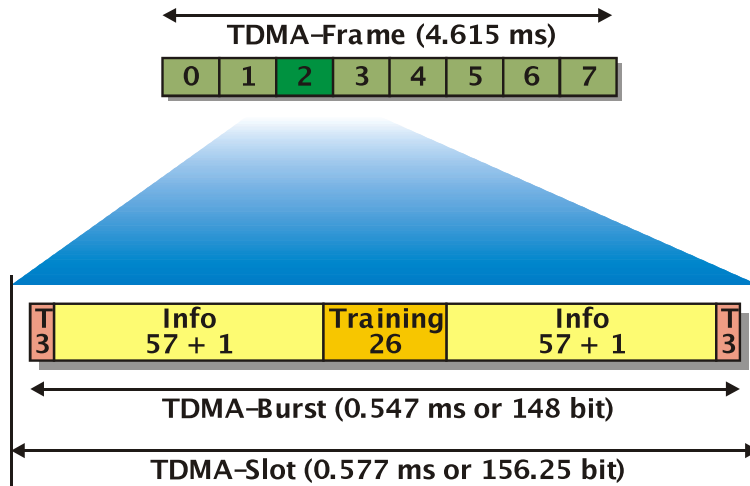 TDMA–Frame (4.615 ms)
0 1 2 3 4 5 6 7
T Info Training Info T
3 57 + 1 26 57 + 1 3
TDMA–Burst (0.547 ms or 148 bit)
TDMA–Slot (0.577 ms or 156.25 bit)